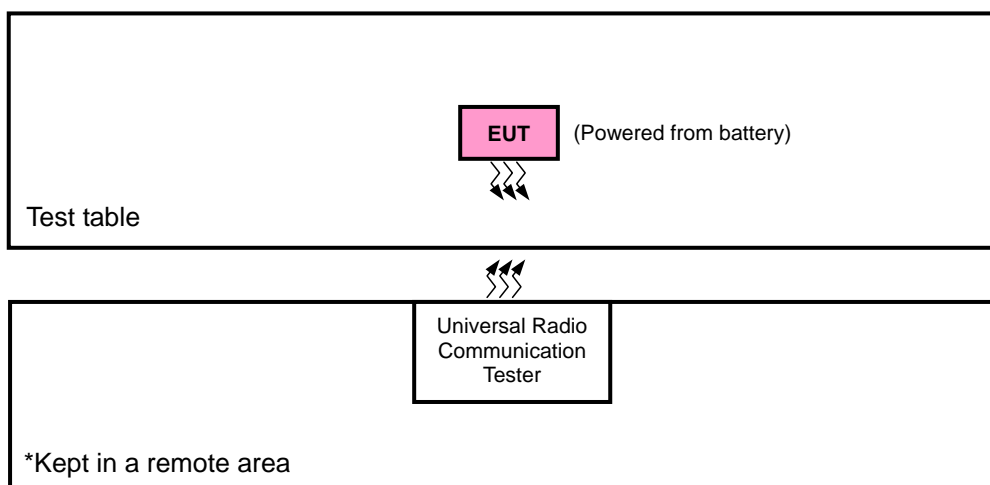 EUT
(Powered from battery)
Test table
Universal Radio
Communication
Tester
*Kept in a remote area